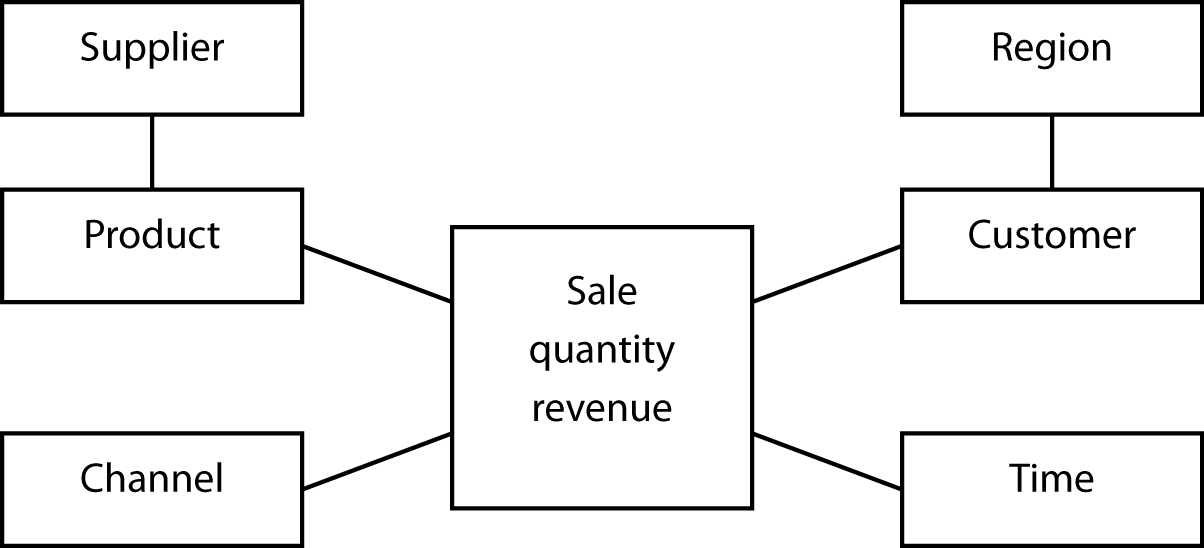 Supplier
Region
Product
Customer
Sale
quantity
revenue
Channel
Time